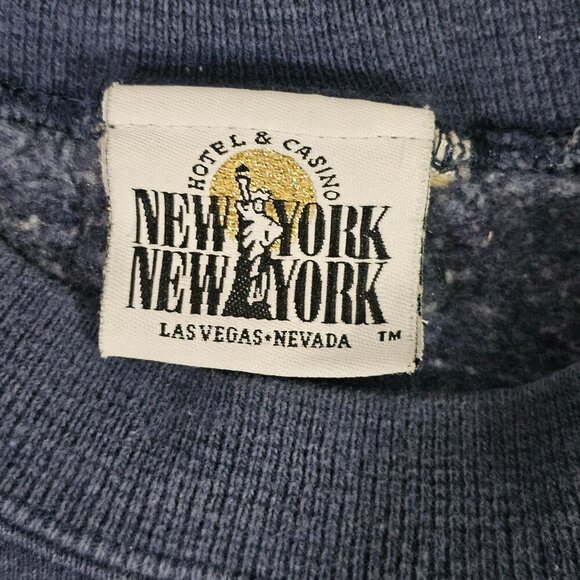 HOTEL & CASINO
NEW YORK
NEW YORK
LAS VEGAS•NEVADA ™